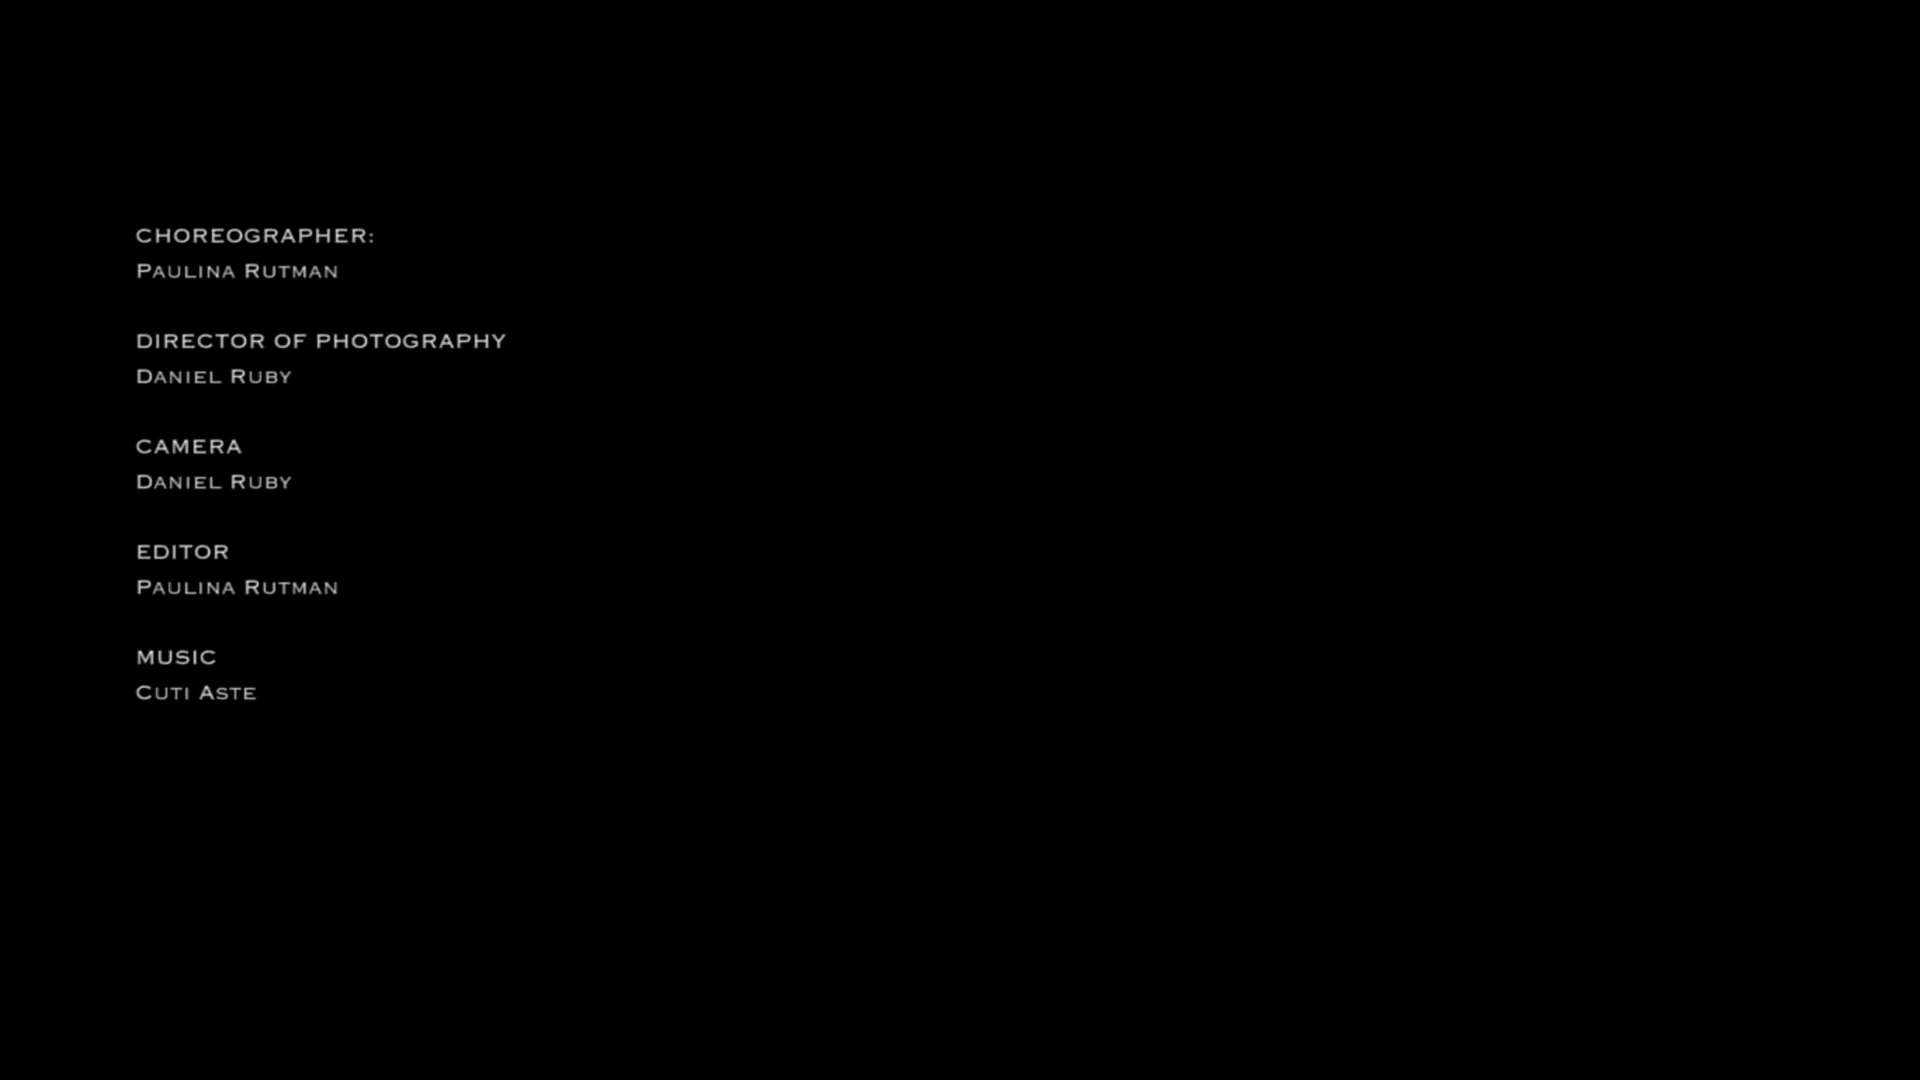 CHOREOGRAPHER:
PAULINA RUTMAN
DIRECTOR OF PHOTOGRAPHY
DANIEL RUBY
CAMERA
DANIEL RUBY
EDITOR
PAULINA RUTMAN
MUSIC
CUTI ASTE